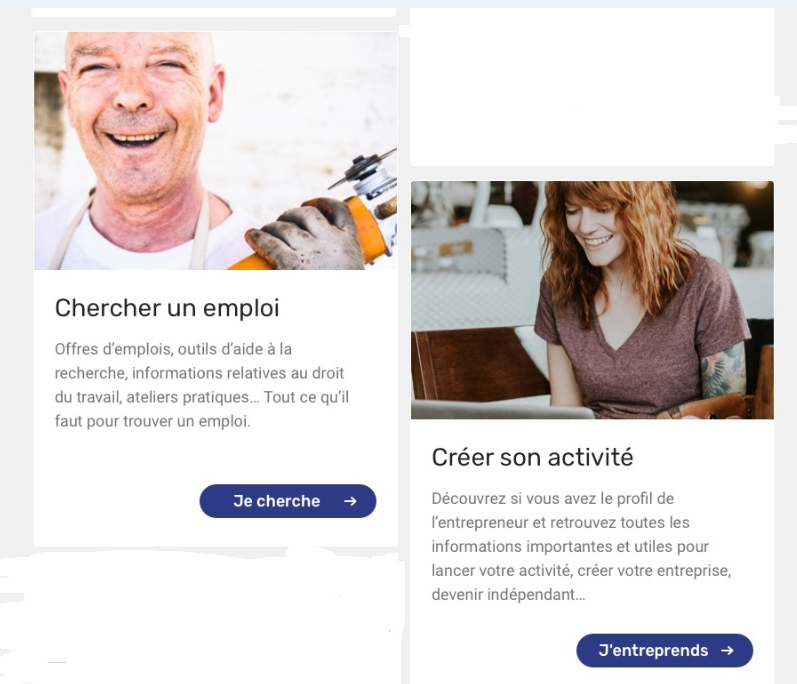 Chercher un emploi
Offres d’emplois, outils d’aide à la
recherche, informations relatives au droit
du travail, ateliers pratiques... Tout ce qu’il
faut pour trouver un emploi.
Je cherche →
Créer son activité
Découvrez si vous avez le profil de
l’entrepreneur et retrouvez toutes les
informations importantes et utiles pour
lancer votre activité, créer votre entreprise,
devenir indépendant...
J'entreprends →